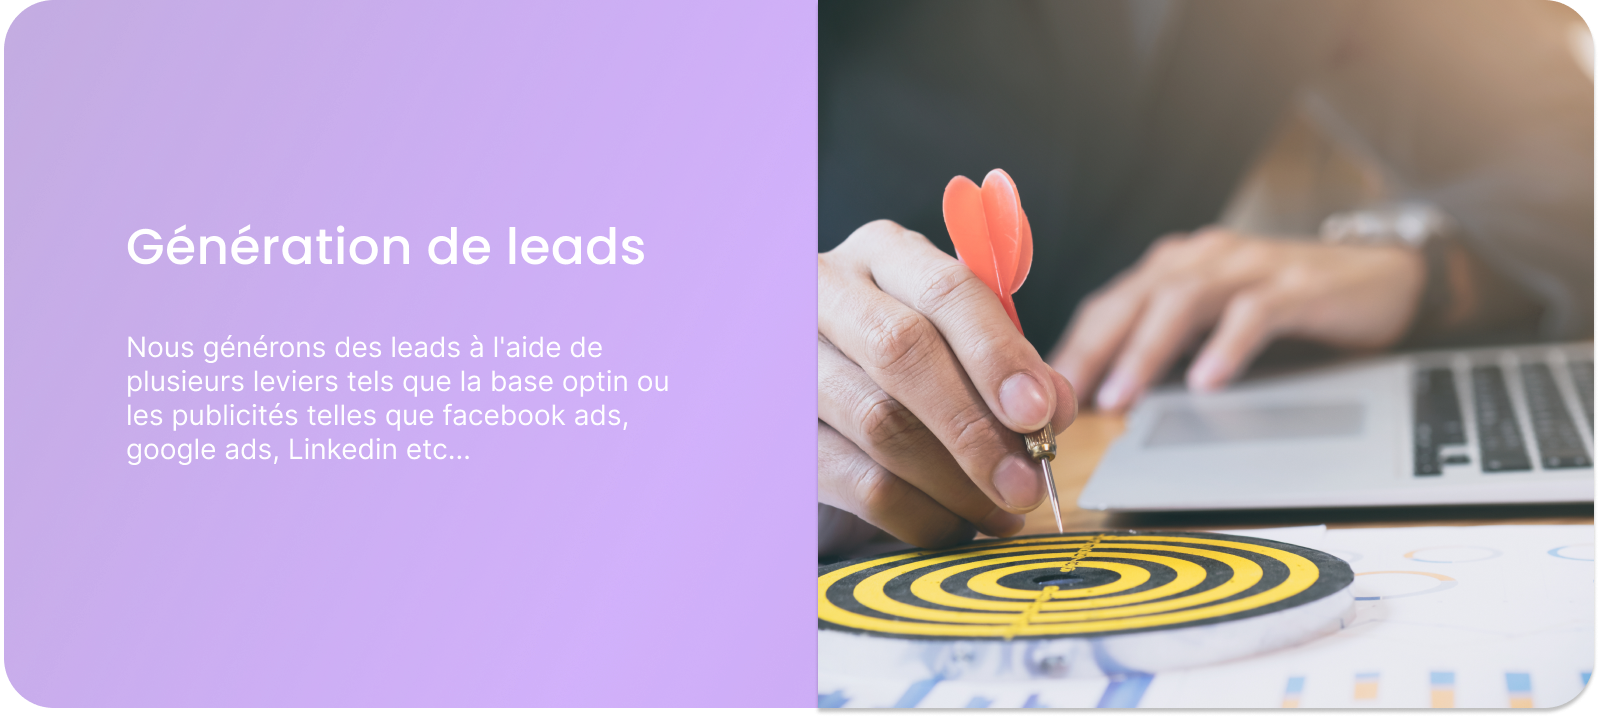 Génération de leads
Nous générons des leads à l'aide de
plusieurs leviers tels que la base optin ou
les publicités telles que facebook ads,
google ads, Linkedin etc...